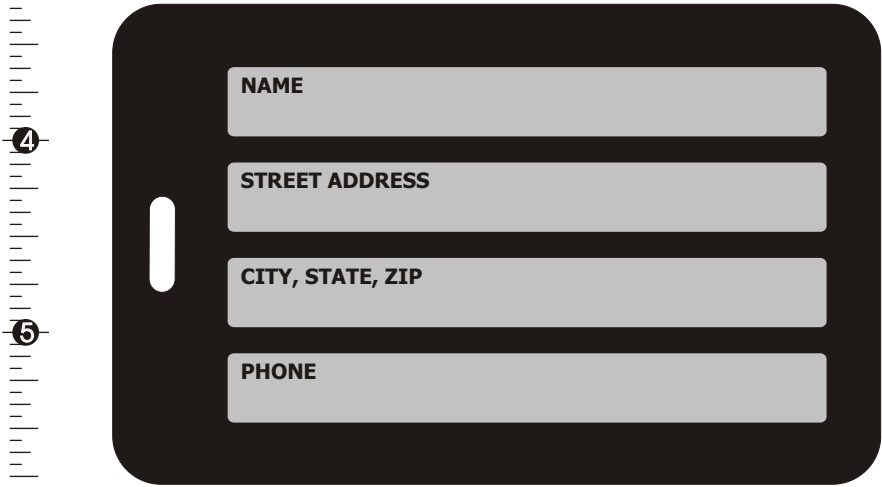 4
5
NAME
STREET ADDRESS
CITY, STATE, ZIP
PHONE